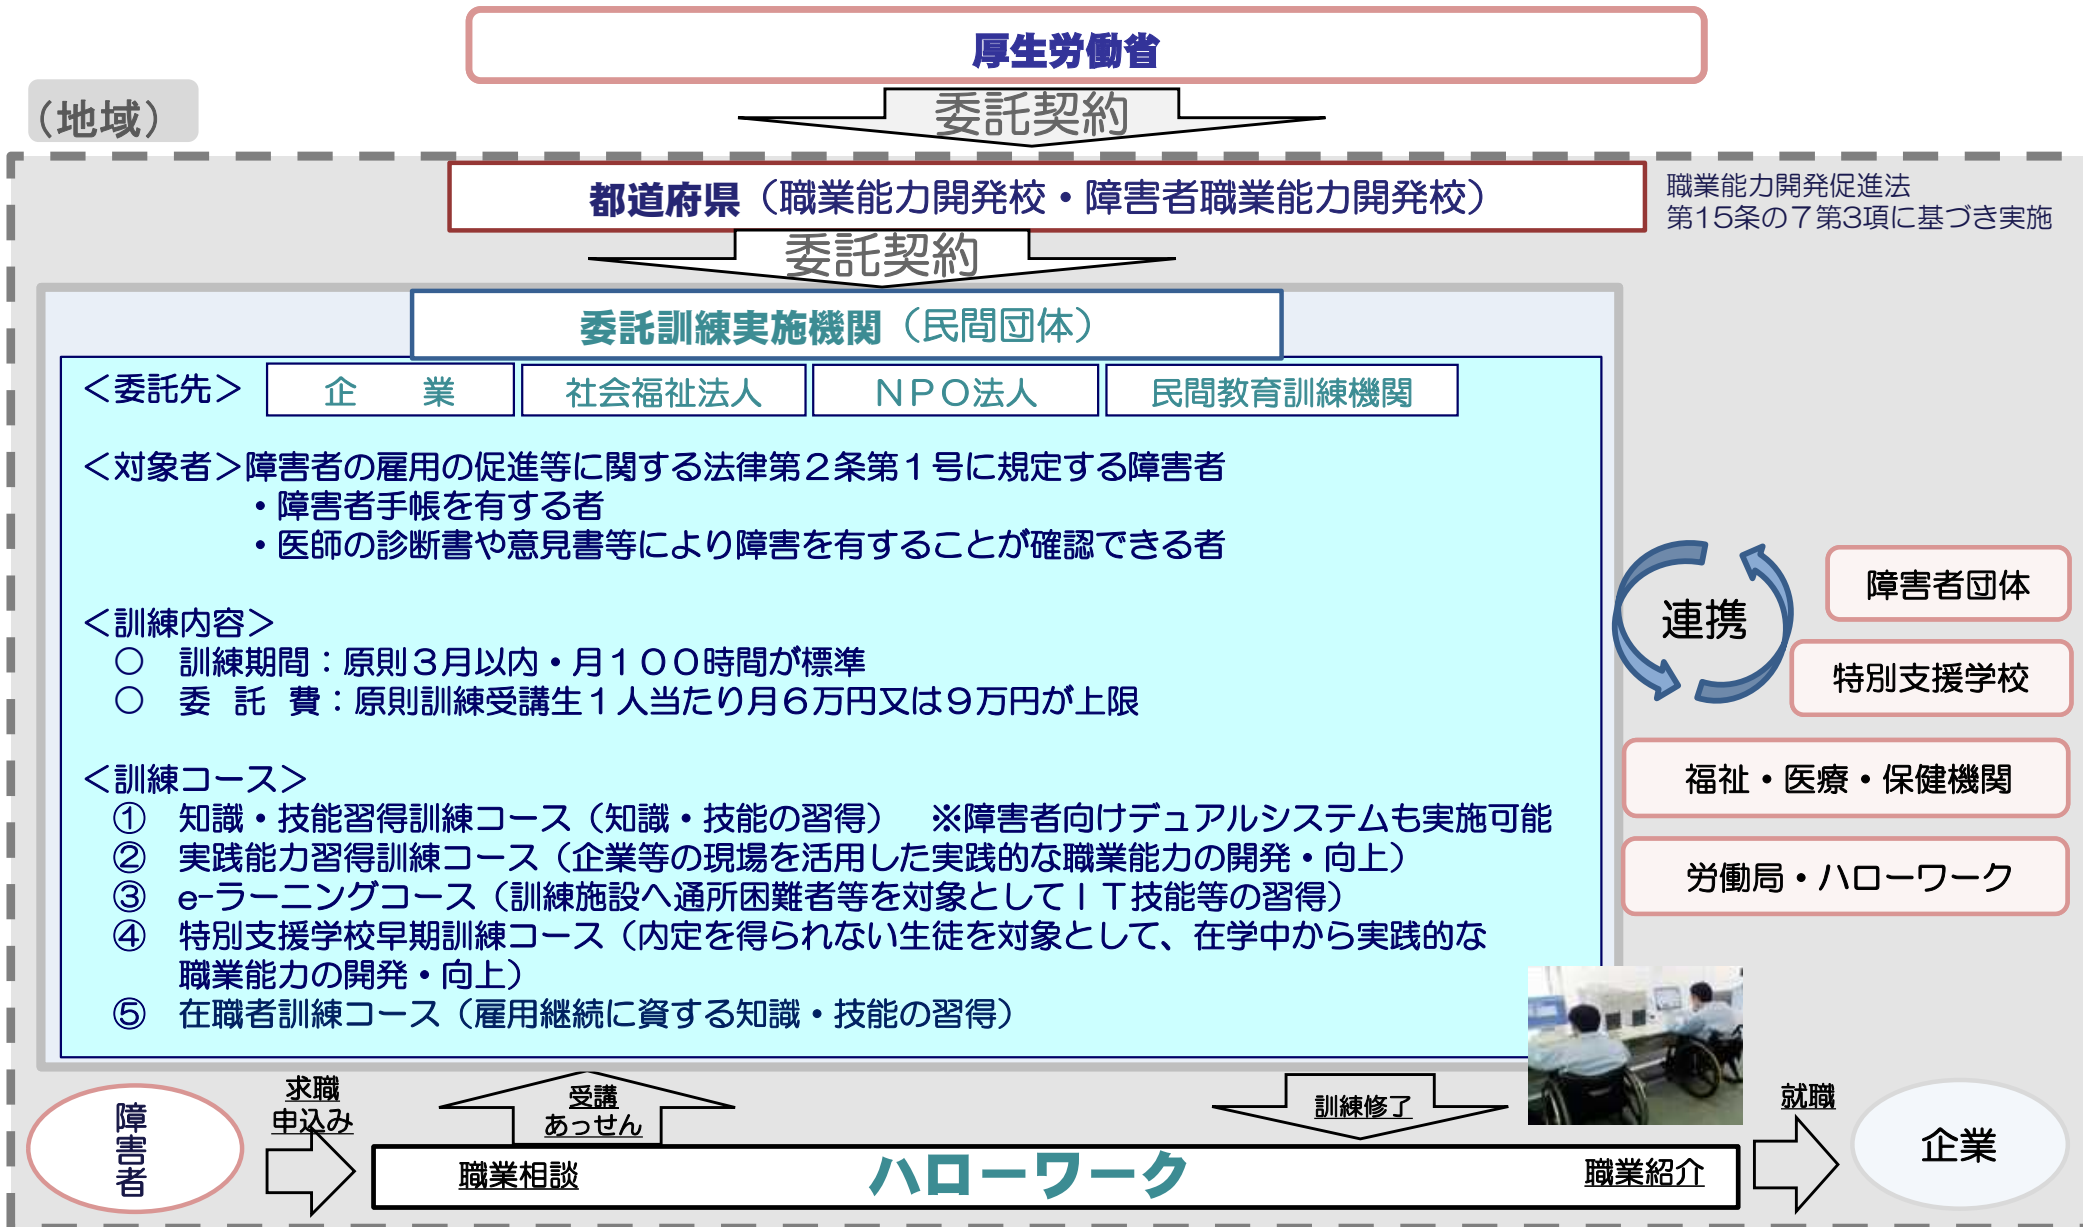 厚生労働省
（地域）
委託契約
都道府県（職業能力開発校・障害者職業能力開発校）
職業能力開発促進法
第15条の７第3項に基づき実施
委託契約
委託訓練実施機関（民間団体）
＜委託先＞
企　業
社会福祉法人
ＮＰＯ法人
民間教育訓練機関
＜対象者＞障害者の雇用の促進等に関する法律第２条第１号に規定する障害者
・障害者手帳を有する者
・医師の診断書や意見書等により障害を有することが確認できる者
＜訓練内容＞
○　訓練期間：原則３月以内・月１００時間が標準
○　委 託 費：原則訓練受講生１人当たり月６万円又は９万円が上限
＜訓練コース＞
①　知識・技能習得訓練コース（知識・技能の習得）　※障害者向けデュアルシステムも実施可能
②　実践能力習得訓練コース（企業等の現場を活用した実践的な職業能力の開発・向上）
③　e-ラーニングコース（訓練施設へ通所困難者等を対象としてＩＴ技能等の習得）
④　特別支援学校早期訓練コース（内定を得られない生徒を対象として、在学中から実践的な
職業能力の開発・向上）
⑤　在職者訓練コース（雇用継続に資する知識・技能の習得）
連携
障害者団体
特別支援学校
福祉・医療・保健機関
労働局・ハローワーク
障害者
求職
申込み
受講
あっせん
訓練修了
就職
職業相談
ハローワーク
職業紹介
企業